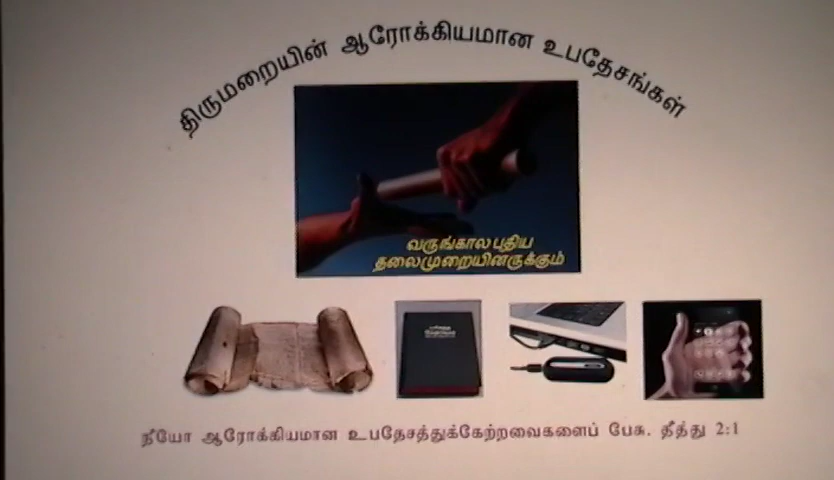 திருமறையின் ஆரோக்கியமான உபதேசங்கள்
வருங்கால புதிய
தலைமுறையினருக்கும்
நீயோ ஆரோக்கியமான உபதேசத்துக்கேற்றவைகளைப் பேசு. தீத்து 2:1